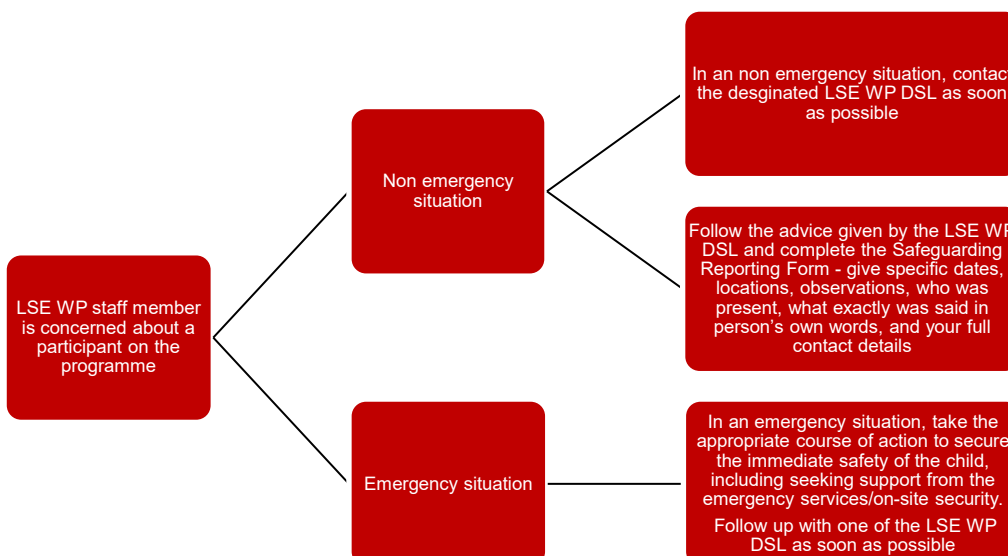 LSE WP staff member
is concerned about a
participant on the
programme
Non emergency
situation
In an non emergency situation, contact
the desginated LSE WP DSL as soon
as possible
Follow the advice given by the LSE WP
DSL and complete the Safeguarding
Reporting Form - give specific dates,
locations, observations, who was
present, what exactly was said in
person’s own words, and your full
contact details
Emergency situation
In an emergency situation, take the
appropriate course of action to secure
the immediate safety of the child,
including seeking support from the
emergency services/on-site security.
Follow up with one of the LSE WP
DSL as soon as possible